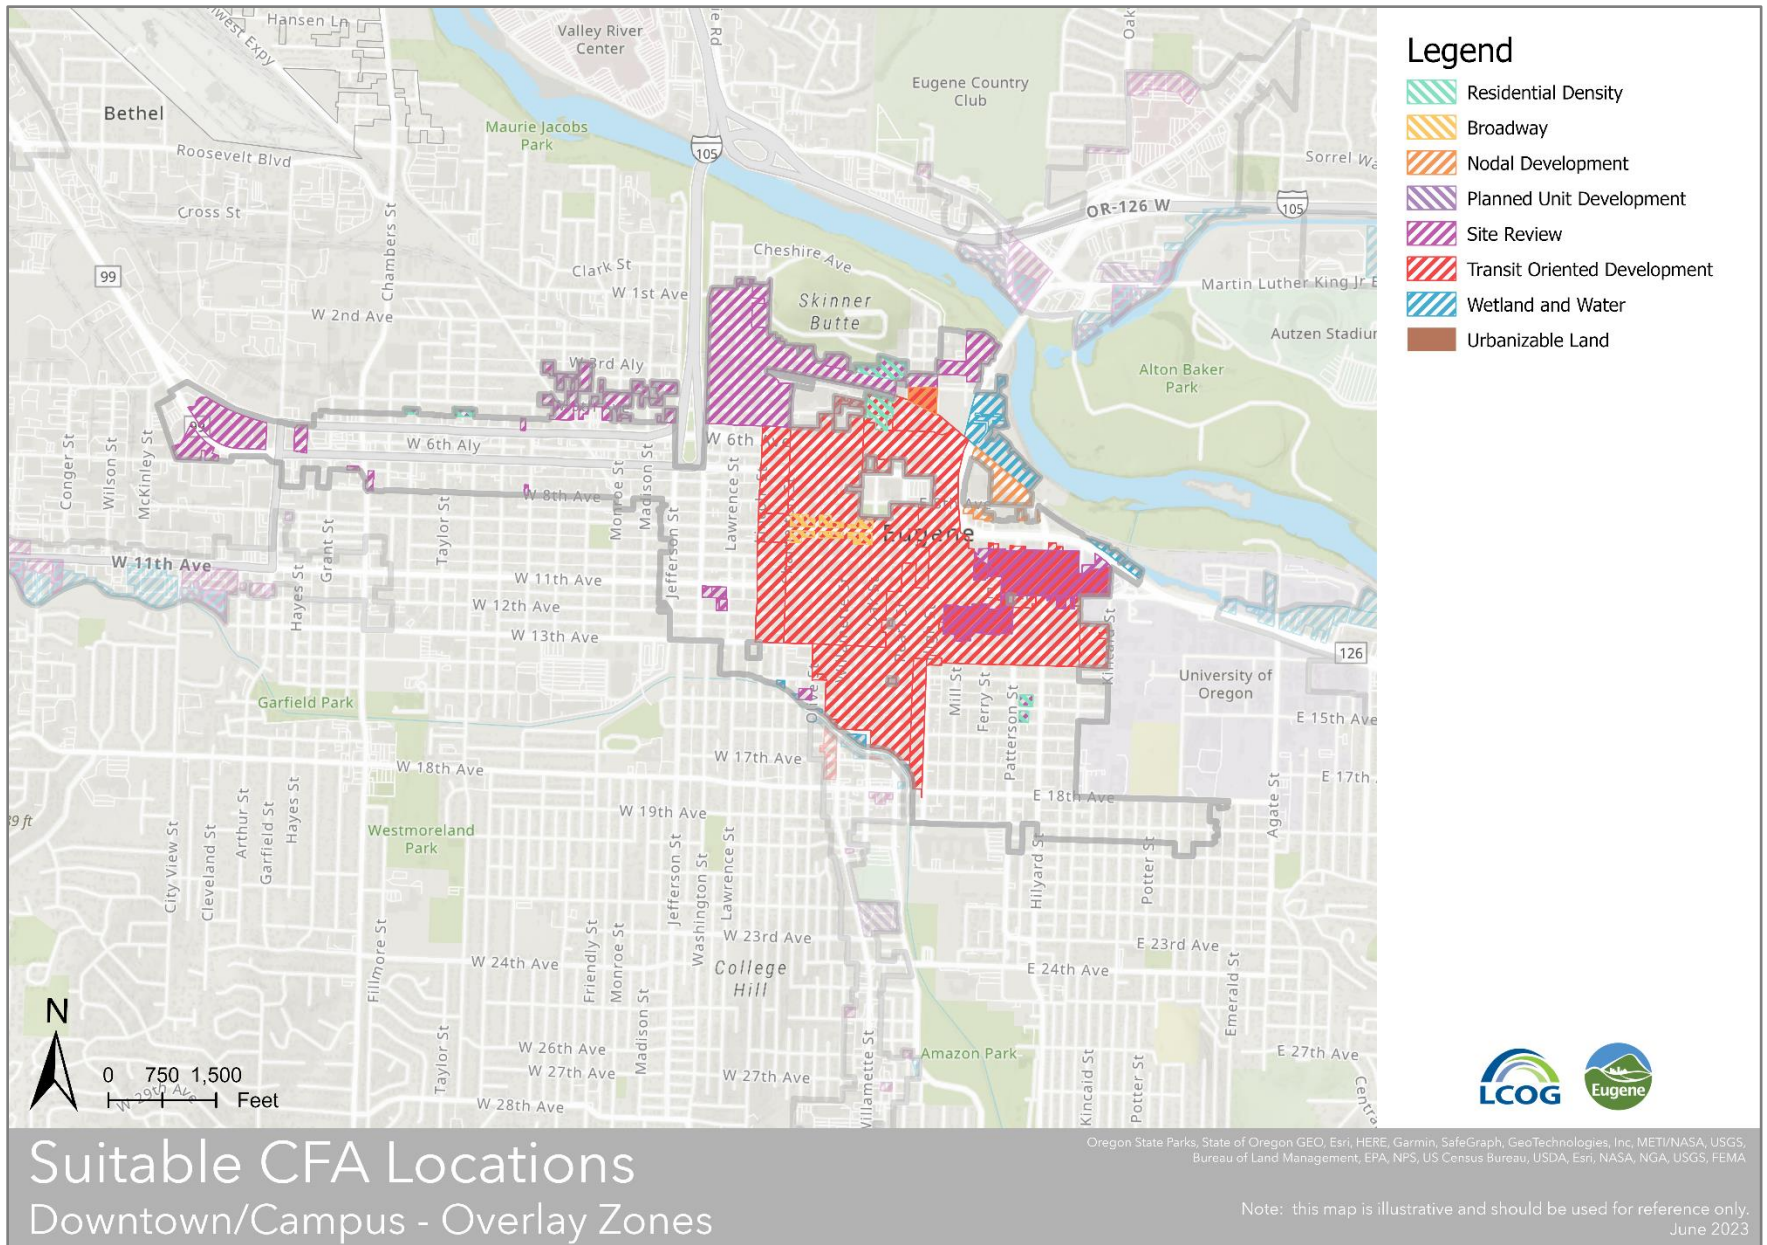 Hansen Ln
Valley River
Center
Eugene Country
Club
Bethel
Maurie Jacobs
Park
Roosevelt Blvd
105
Sorrel Wa
Cross St
Chambers St
OR-126 W
105
99
Clark St
Cheshire Ave
W 1st Ave
Martin Luther King Jr B
W 2nd Ave
Skinner
Butte
Autzen Stadiur
W 3rd Aly
Alton Baker
Park
99
W 6th Aly
W 6th Ave
Conger St
Wilson St
McKinley St
Taylor St
W 8th Ave
Monroe St
Madison St
Jefferson St
Lawrence St
Eugene
W 11th Ave
Grant St
Hayes St
W 11th Ave
W 12th Ave
W 13th Ave
Kincaid St
126
University of
Oregon
Garfield Park
Olive St
Mill St
Ferry St
Patterson St
E 15th Ave
W 17th Ave
W 18th Ave
E 17th
Hayes St
E 18th Ave
W 19th Ave
Agate St
39 ft
Westmoreland
Park
City View St
Cleveland St
Arthur St
Garfield St
Jefferson St
Washington St
Lawrence St
Hilyard St
Potter St
Fillmore St
Friendly St
Monroe St
W 23rd Ave
E 23rd Ave
W 24th Ave
College
Hill
E 24th Ave
Emerald St
Madison St
Taylor St
W 26th Ave
Amazon Park
E 27th Ave
W 27th Ave
W 27th Ave
Villamette St
Kincaid St
Potter St
Centra
W 28th Ave
W 29th Ave
N
0 750 1,500
Feet
Legend
Residential Density
Broadway
Nodal Development
Planned Unit Development
Site Review
Transit Oriented Development
Wetland and Water
Urbanizable Land
LCOG
Eugene
Suitable CFA Locations
Downtown/Campus - Overlay Zones
Oregon State Parks, State of Oregon GEO, Esri, HERE, Garmin, SafeGraph, GeoTechnologies, Inc, METI/NASA, USGS,
Bureau of Land Management, EPA, NPS, US Census Bureau, USDA, Esri, NASA, NGA, USGS, FEMA
Note: this map is illustrative and should be used for reference only.
June 2023